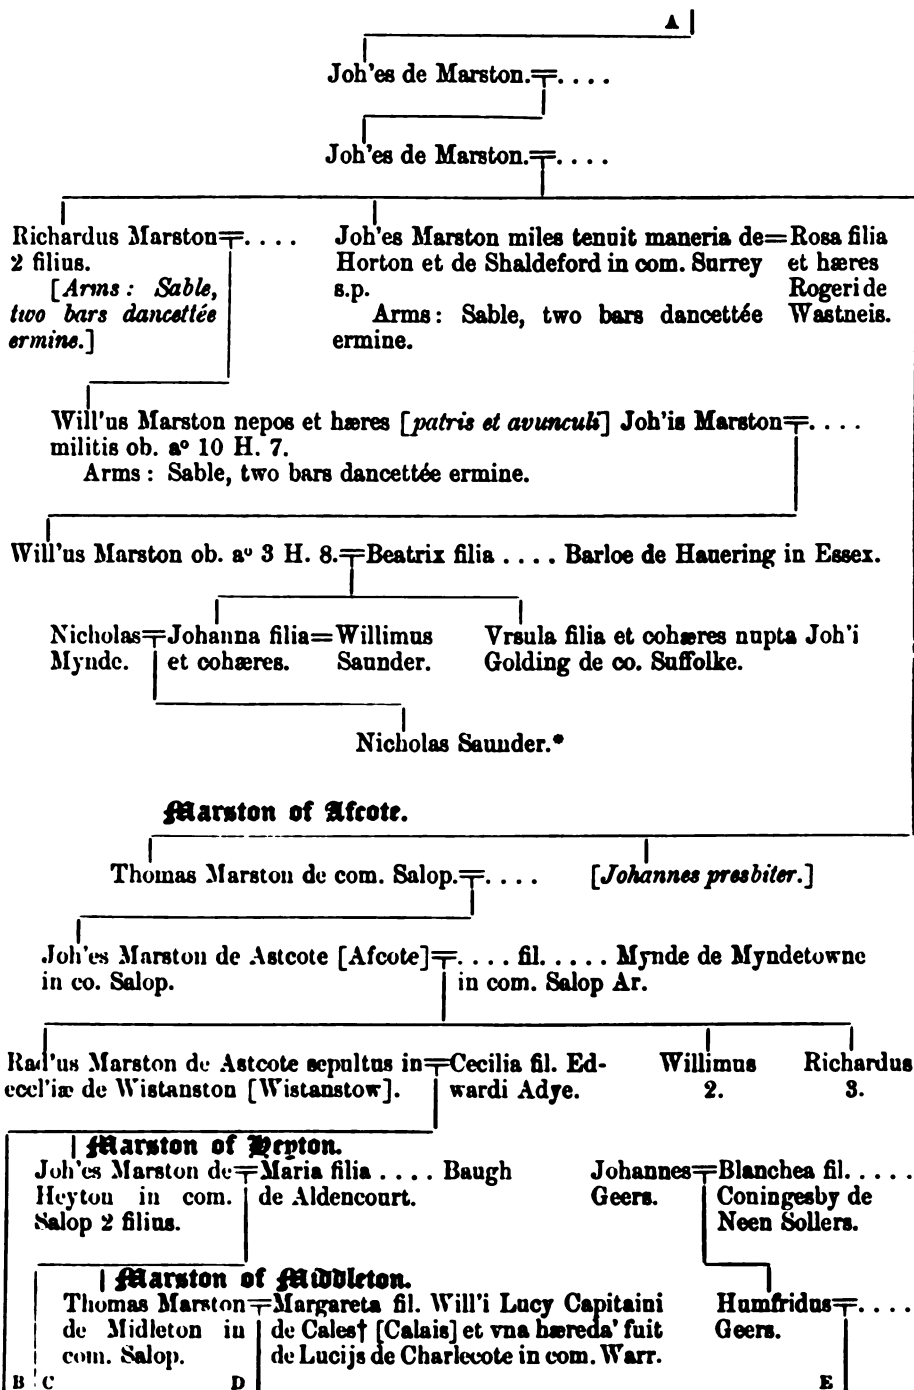 A
Joh'es de Marston.=. . . .
Joh'es de Marston.=. . . .
Richardus Marston=. . . .
2 filius.
[Arms: Sable,
two bars dancettée
ermine.]
Joh'es Marston miles tenuit maneria de=
Horton et de Shaldeford in com. Surrey
s.p.
Arms: Sable, two bars dancettée
ermine.
Rosa filia
et hæres
Rogeri de
Wastneis.
Will'us Marston nepos et hæres [patris et avunculi] Joh'is Marston=. . . .
militis ob. aº 10 H. 7.
Arms: Sable, two bars dancettée ermine.
Will'us Marston ob. aº 3 H. 8.=Beatrix filia . . . . Barloe de Hauering in Essex.
Nicholas=
Mynde.
Johanna filia=
et cohæres.
Willimus
Saunder.
Vrsula filia et cohæres nupta Joh'i
Golding de co. Suffolke.
Nicholas Saunder.*
Marston of Afcote.
Thomas Marston de com. Salop.=. . . .
[Johannes presbiter.]
Joh'es Marston de Astcote [Afcote]=
in co. Salop.
. . . . fil. . . . . Mynde de Myndetowne
in com. Salop Ar.
Rad'us Marston de Astcote sepultus in=
eccl'iæ de Wistanston [Wistanstow].
Cecilia fil. Ed-
wardi Adye.
Willimus
2.
Richardus
3.
Marston of Heyton.
Joh'es Marston de=
Heyton in com.
Salop 2 filius.
Maria filia . . . . Baugh
de Aldencourt.
Johannes=
Geers.
Blanchea fil. . . . .
Coningesby de
Neen Sollers.
Marston of Middleton.
Thomas Marston=
de Midleton in
com. Salop.
Margareta fil. Will'i Lucy Capitaini
de Cales† [Calais] et vna hæreda' fuit
de Lucijs de Charlecote in com. Warr.
Humfridus=. . . .
Geers.
B C D E